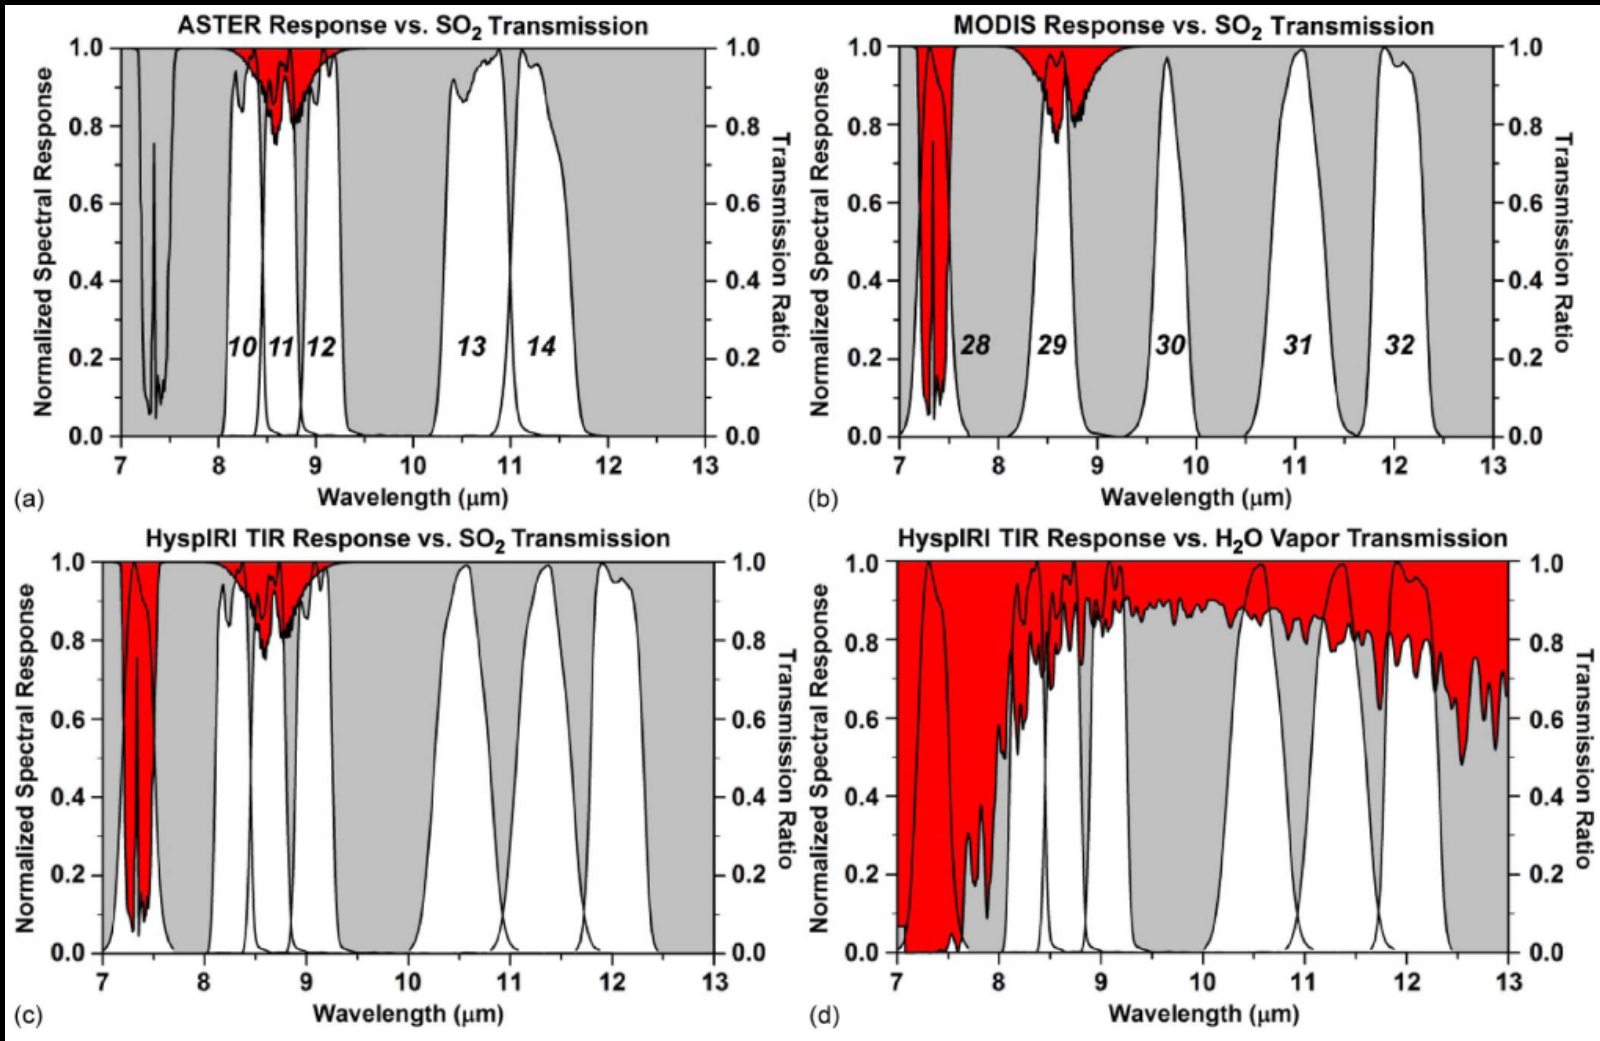 ASTER Response vs. SO2 Transmission
Normalized Spectral Response
1.0
0.8
0.6
0.4
0.2
0.0
10
11
12
13
14
1.0
0.8
0.6
0.4
0.2
0.0
Transmission Ratio
7 8 9 10 11 12 13
Wavelength (μm)
(a)
MODIS Response vs. SO2 Transmission
Normalized Spectral Response
1.0
0.8
0.6
0.4
0.2
0.0
28
29
30
31
32
1.0
0.8
0.6
0.4
0.2
0.0
Transmission Ratio
7 8 9 10 11 12 13
Wavelength (μm)
(b)
HyspIRI TIR Response vs. SO2 Transmission
Normalized Spectral Response
1.0
0.8
0.6
0.4
0.2
0.0
1.0
0.8
0.6
0.4
0.2
0.0
Transmission Ratio
7 8 9 10 11 12 13
Wavelength (μm)
(c)
HyspIRI TIR Response vs. H2O Vapor Transmission
Normalized Spectral Response
1.0
0.8
0.6
0.4
0.2
0.0
1.0
0.8
0.6
0.4
0.2
0.0
Transmission Ratio
7 8 9 10 11 12 13
Wavelength (μm)
(d)